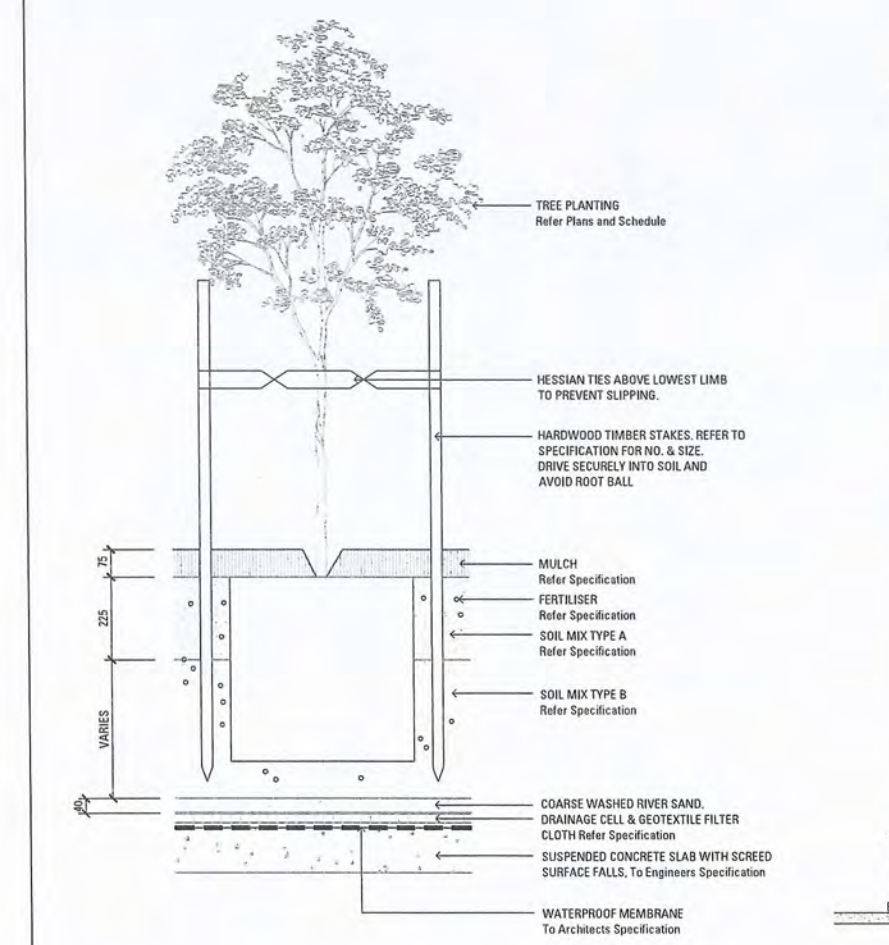 TREE PLANTING
Refer Plans and Schedule
HESSIAN TIES ABOVE LOWEST LIMB
TO PREVENT SLIPPING.
HARDWOOD TIMBER STAKES. REFER TO
SPECIFICATION FOR NO. & SIZE.
DRIVE SECURELY INTO SOIL AND
AVOID ROOT BALL
75
MULCH
Refer Specification
FERTILISER
Refer Specification
225
SOIL MIX TYPE A
Refer Specification
SOIL MIX TYPE B
Refer Specification
VARIES
40
COARSE WASHED RIVER SAND.
DRAINAGE CELL & GEOTEXTILE FILTER
CLOTH Refer Specification
SUSPENDED CONCRETE SLAB WITH SCREED
SURFACE FALLS, To Engineers Specification
WATERPROOF MEMBRANE
To Architects Specification